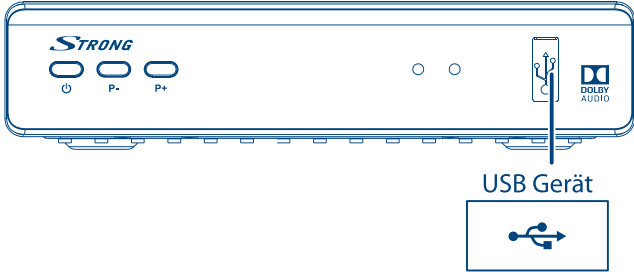 STRONG
P-
P+
DOLBY
AUDIO
USB Gerät